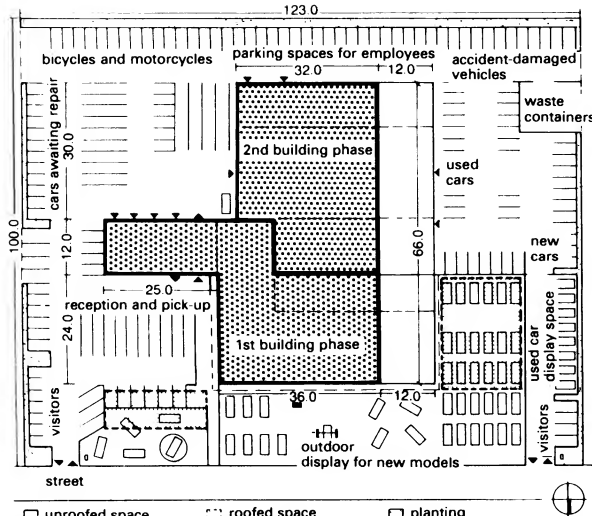 123.0
bicycles and motorcycles
parking spaces for employees
accident-damaged
vehicles
32.0
12.0
waste
containers
cars awaiting repair
30.0
2nd building phase
used
cars
100.0
12.0
66.0
new
cars
25.0
reception and pick-up
24.0
1st building phase
used car
display space
36.0
12.0
visitors
outdoor
display for new models
visitors
street
unroofed space
roofed space
planting